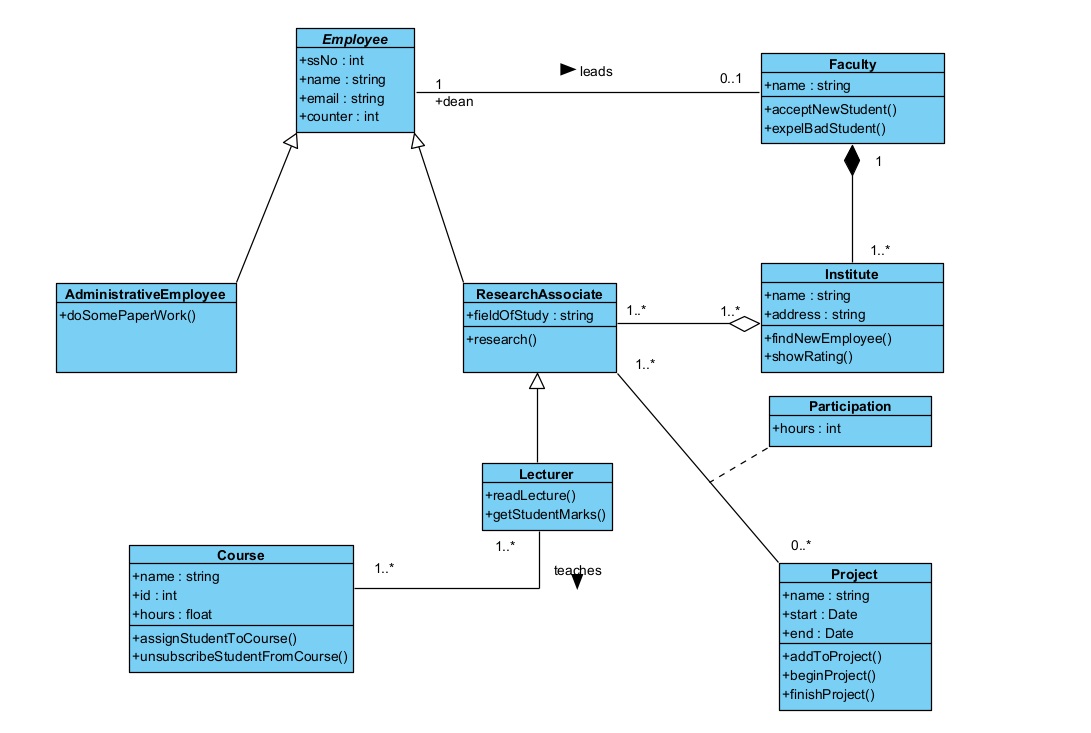 Employee
+ssNo : int
+name : string
+email : string
+counter : int
1
+dean
leads
0..1
Faculty
+name : string
+acceptNewStudent()
+expelBadStudent()
1
1..*
AdministrativeEmployee
+doSomePaperWork()
ResearchAssociate
+fieldOfStudy : string
+research()
1..*
1..*
Institute
+name : string
+address : string
+findNewEmployee()
+showRating()
1..*
Participation
+hours : int
Lecturer
+readLecture()
+getStudentMarks()
1..*
teaches
1..*
Course
+name : string
+id : int
+hours : float
+assignStudentToCourse()
+unsubscribeStudentFromCourse()
0..*
Project
+name : string
+start : Date
+end : Date
+addToProject()
+beginProject()
+finishProject()